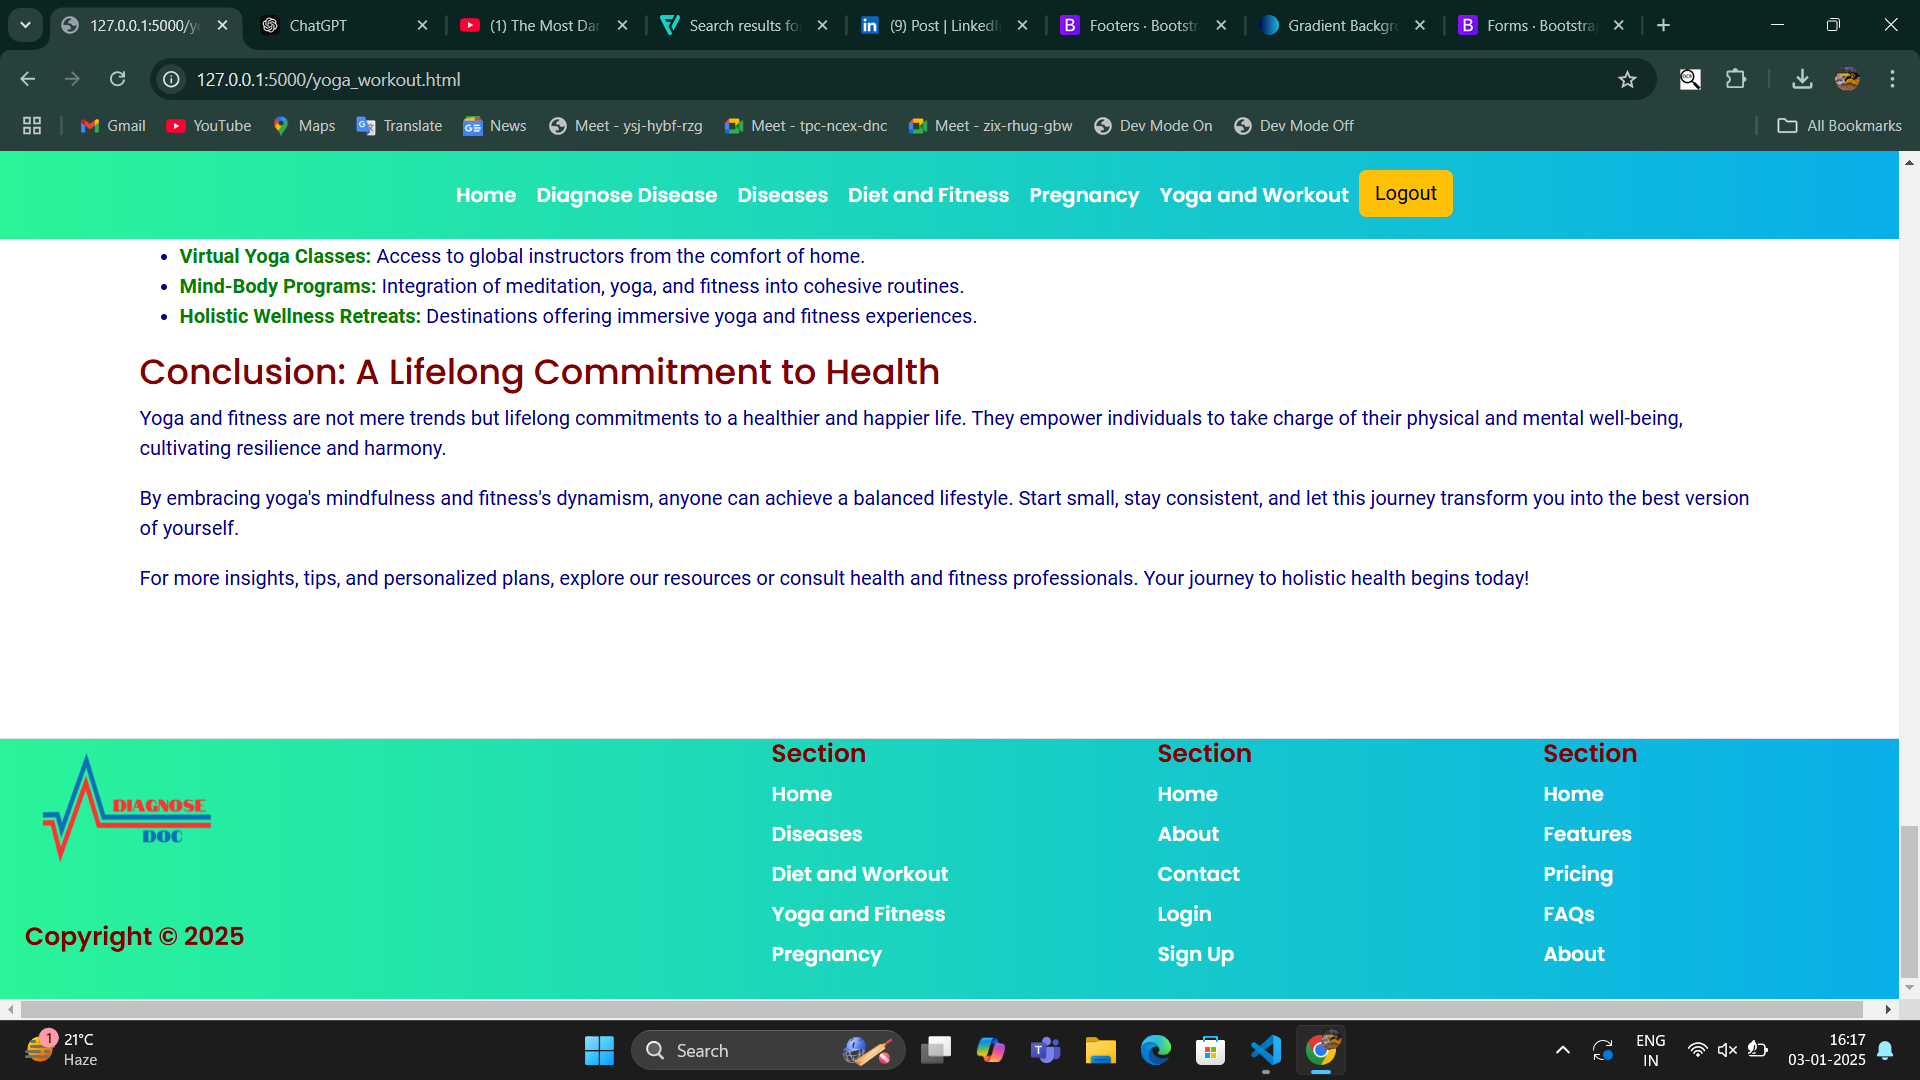 127.0.0.1:5000/yo
ChatGPT
(1) The Most Dar
Search results fo
(9) Post | LinkedI
Footers · Bootstr
Gradient Backgro
Forms · Bootstrap
127.0.0.1:5000/yoga_workout.html
Gmail
YouTube
Maps
Translate
News
Meet - ysj-hybf-rzg
Meet - tpc-ncex-dnc
Meet - zix-rhug-gbw
Dev Mode On
Dev Mode Off
All Bookmarks
Home Diagnose Disease Diseases Diet and Fitness Pregnancy Yoga and Workout Logout
• Virtual Yoga Classes: Access to global instructors from the comfort of home.
• Mind-Body Programs: Integration of meditation, yoga, and fitness into cohesive routines.
• Holistic Wellness Retreats: Destinations offering immersive yoga and fitness experiences.
Conclusion: A Lifelong Commitment to Health
Yoga and fitness are not mere trends but lifelong commitments to a healthier and happier life. They empower individuals to take charge of their physical and mental well-being,
cultivating resilience and harmony.
By embracing yoga's mindfulness and fitness's dynamism, anyone can achieve a balanced lifestyle. Start small, stay consistent, and let this journey transform you into the best version
of yourself.
For more insights, tips, and personalized plans, explore our resources or consult health and fitness professionals. Your journey to holistic health begins today!
DIAGNOSE
DOC
Copyright © 2025
Section
Home
Diseases
Diet and Workout
Yoga and Fitness
Pregnancy
Section
Home
About
Contact
Login
Sign Up
Section
Home
Features
Pricing
FAQs
About
1
21°C
Haze
Search
ENG
IN
16:17
03-01-2025